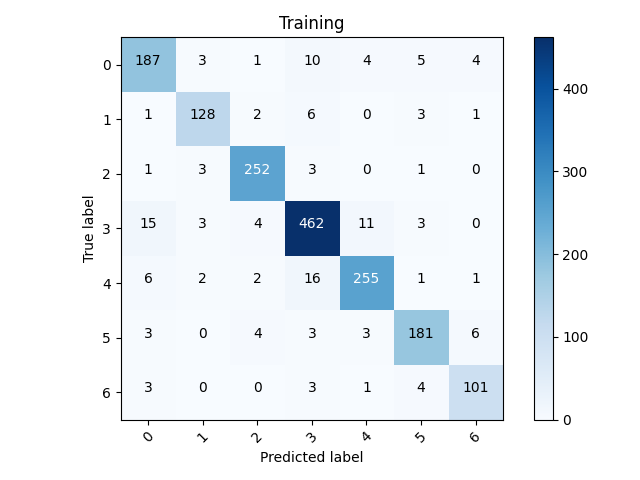 Training
0 187 3 1 10 4 5 4
1 1 128 2 6 0 3 1
2 1 3 252 3 0 1 0
3 15 3 4 462 11 3 0
4 6 2 2 16 255 1 1
5 3 0 4 3 3 181 6
6 3 0 0 3 1 4 101
0 1 2 3 4 5 6
True label
Predicted label
400
300
200
100
0